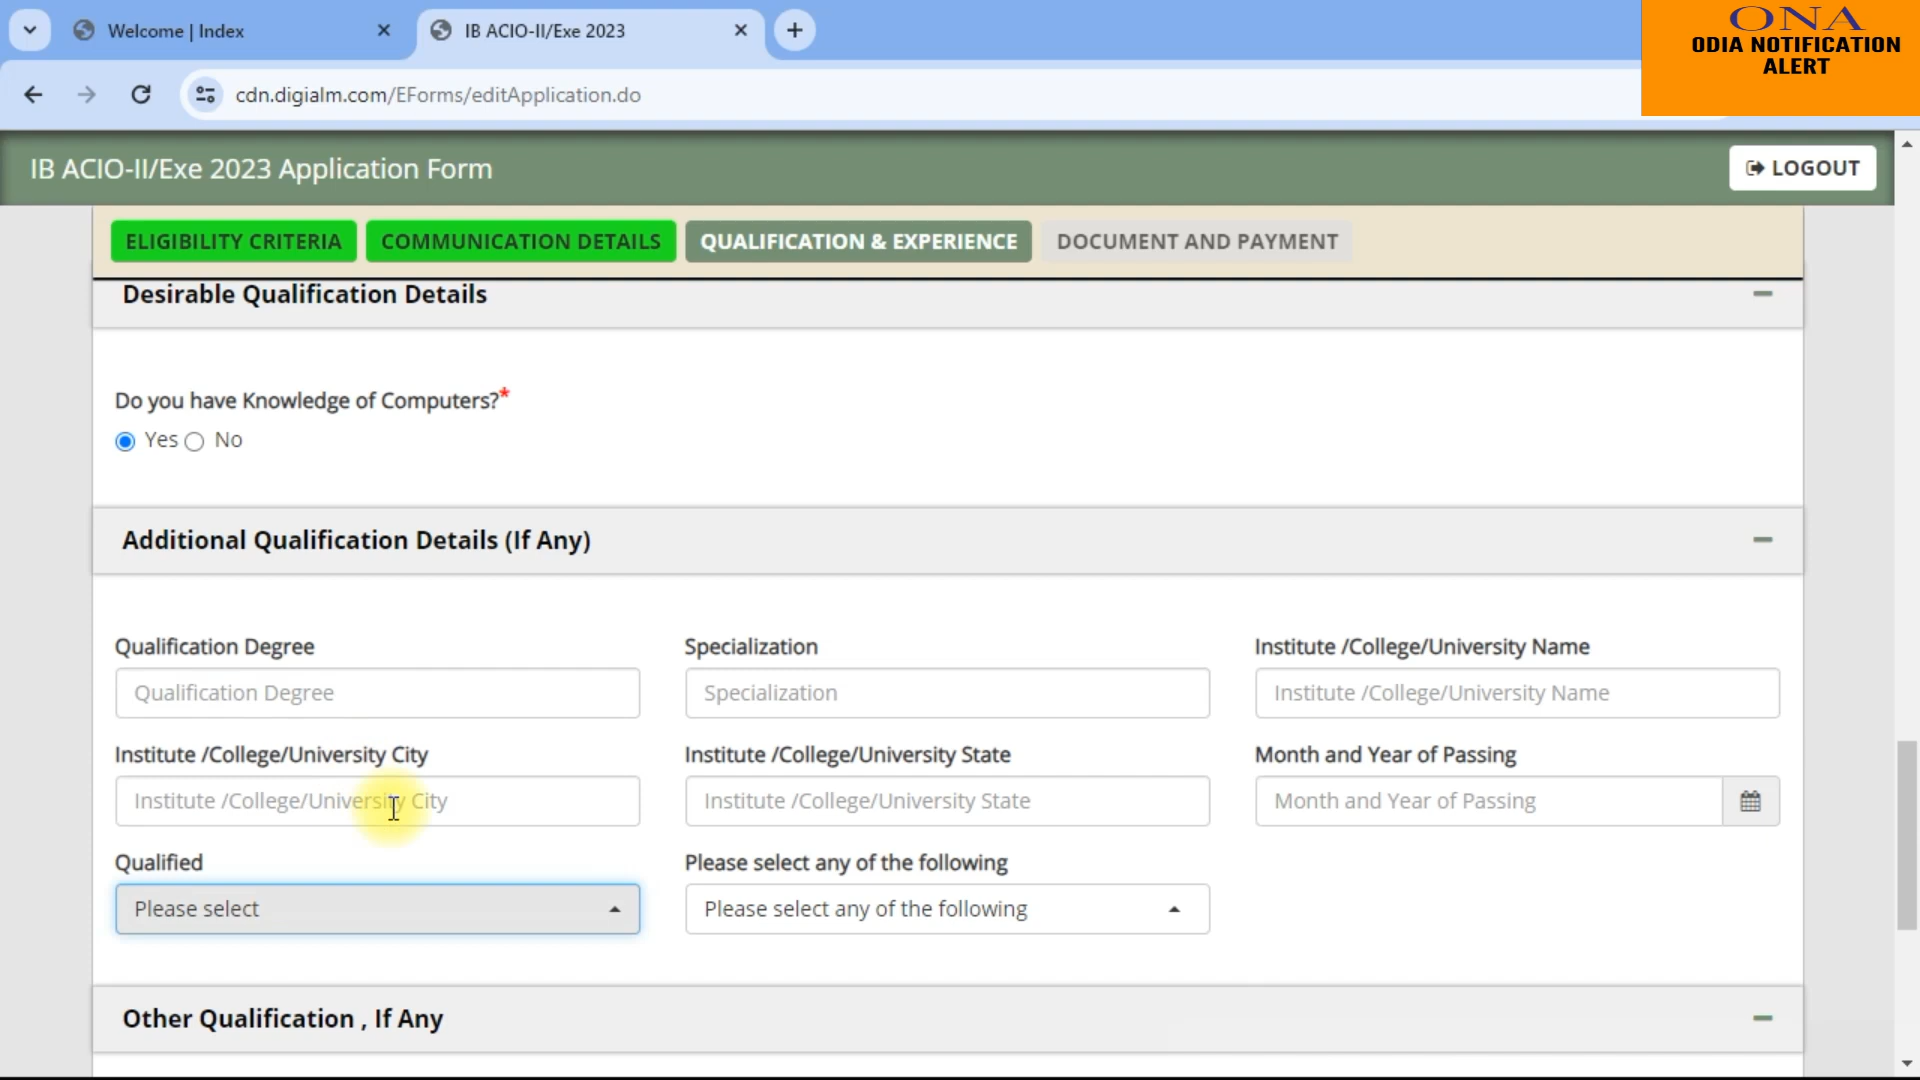 Welcome | Index
IB ACIO-II/Exe 2023
ONA
ODIA NOTIFICATION
ALERT
cdn.digialm.com/EForms/editApplication.do
IB ACIO-II/Exe 2023 Application Form
LOGOUT
ELIGIBILITY CRITERIA
COMMUNICATION DETAILS
QUALIFICATION & EXPERIENCE
DOCUMENT AND PAYMENT
Desirable Qualification Details
Do you have Knowledge of Computers?*
Yes No
Additional Qualification Details (If Any)
Qualification Degree
Specialization
Institute /College/University Name
Qualification Degree
Specialization
Institute /College/University Name
Institute /College/University City
Institute /College/University State
Month and Year of Passing
Institute /College/University City
Institute /College/University State
Month and Year of Passing
Qualified
Please select any of the following
Please select
Please select any of the following
Other Qualification , If Any